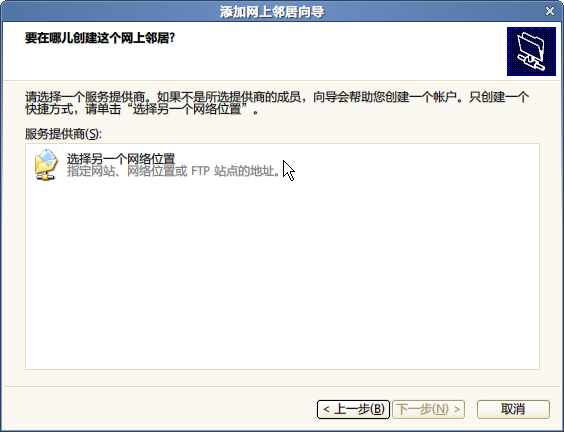 添加网上邻居向导
要在哪儿创建这个网上邻居?
请选择一个服务提供商。如果不是所选提供商的成员，向导会帮助您创建一个帐户。只创建一个
快捷方式，请单击“选择另一个网络位置”。
服务提供商(S):
选择另一个网络位置
指定网站、网络位置或 FTP 站点的地址。
< 上一步(B)
下一步(N) >
取消